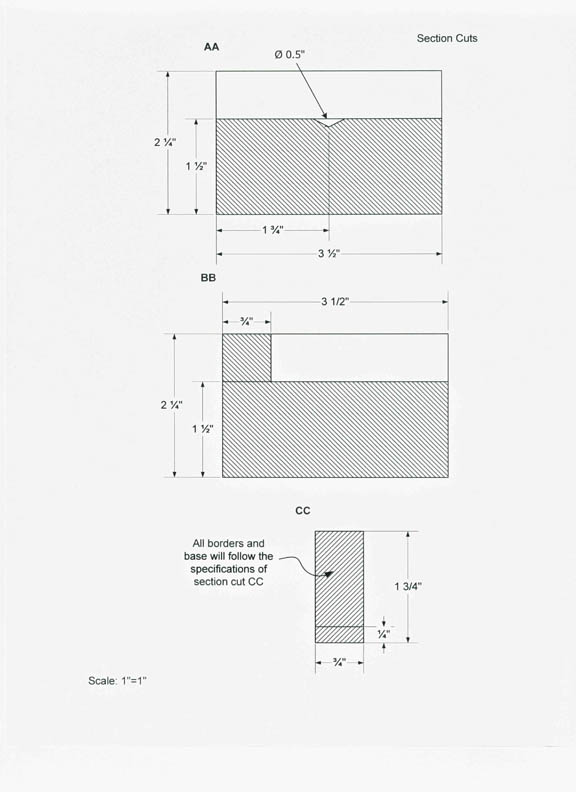 Section Cuts
AA
Ø 0.5"
2 ¼"
1 ½"
1 ¾"
3 ½"
BB
3 1/2"
¾"
2 ¼"
1 ½"
CC
All borders and
base will follow the
specifications of
section cut CC
1 3/4"
¼"
¾"
Scale: 1"=1"